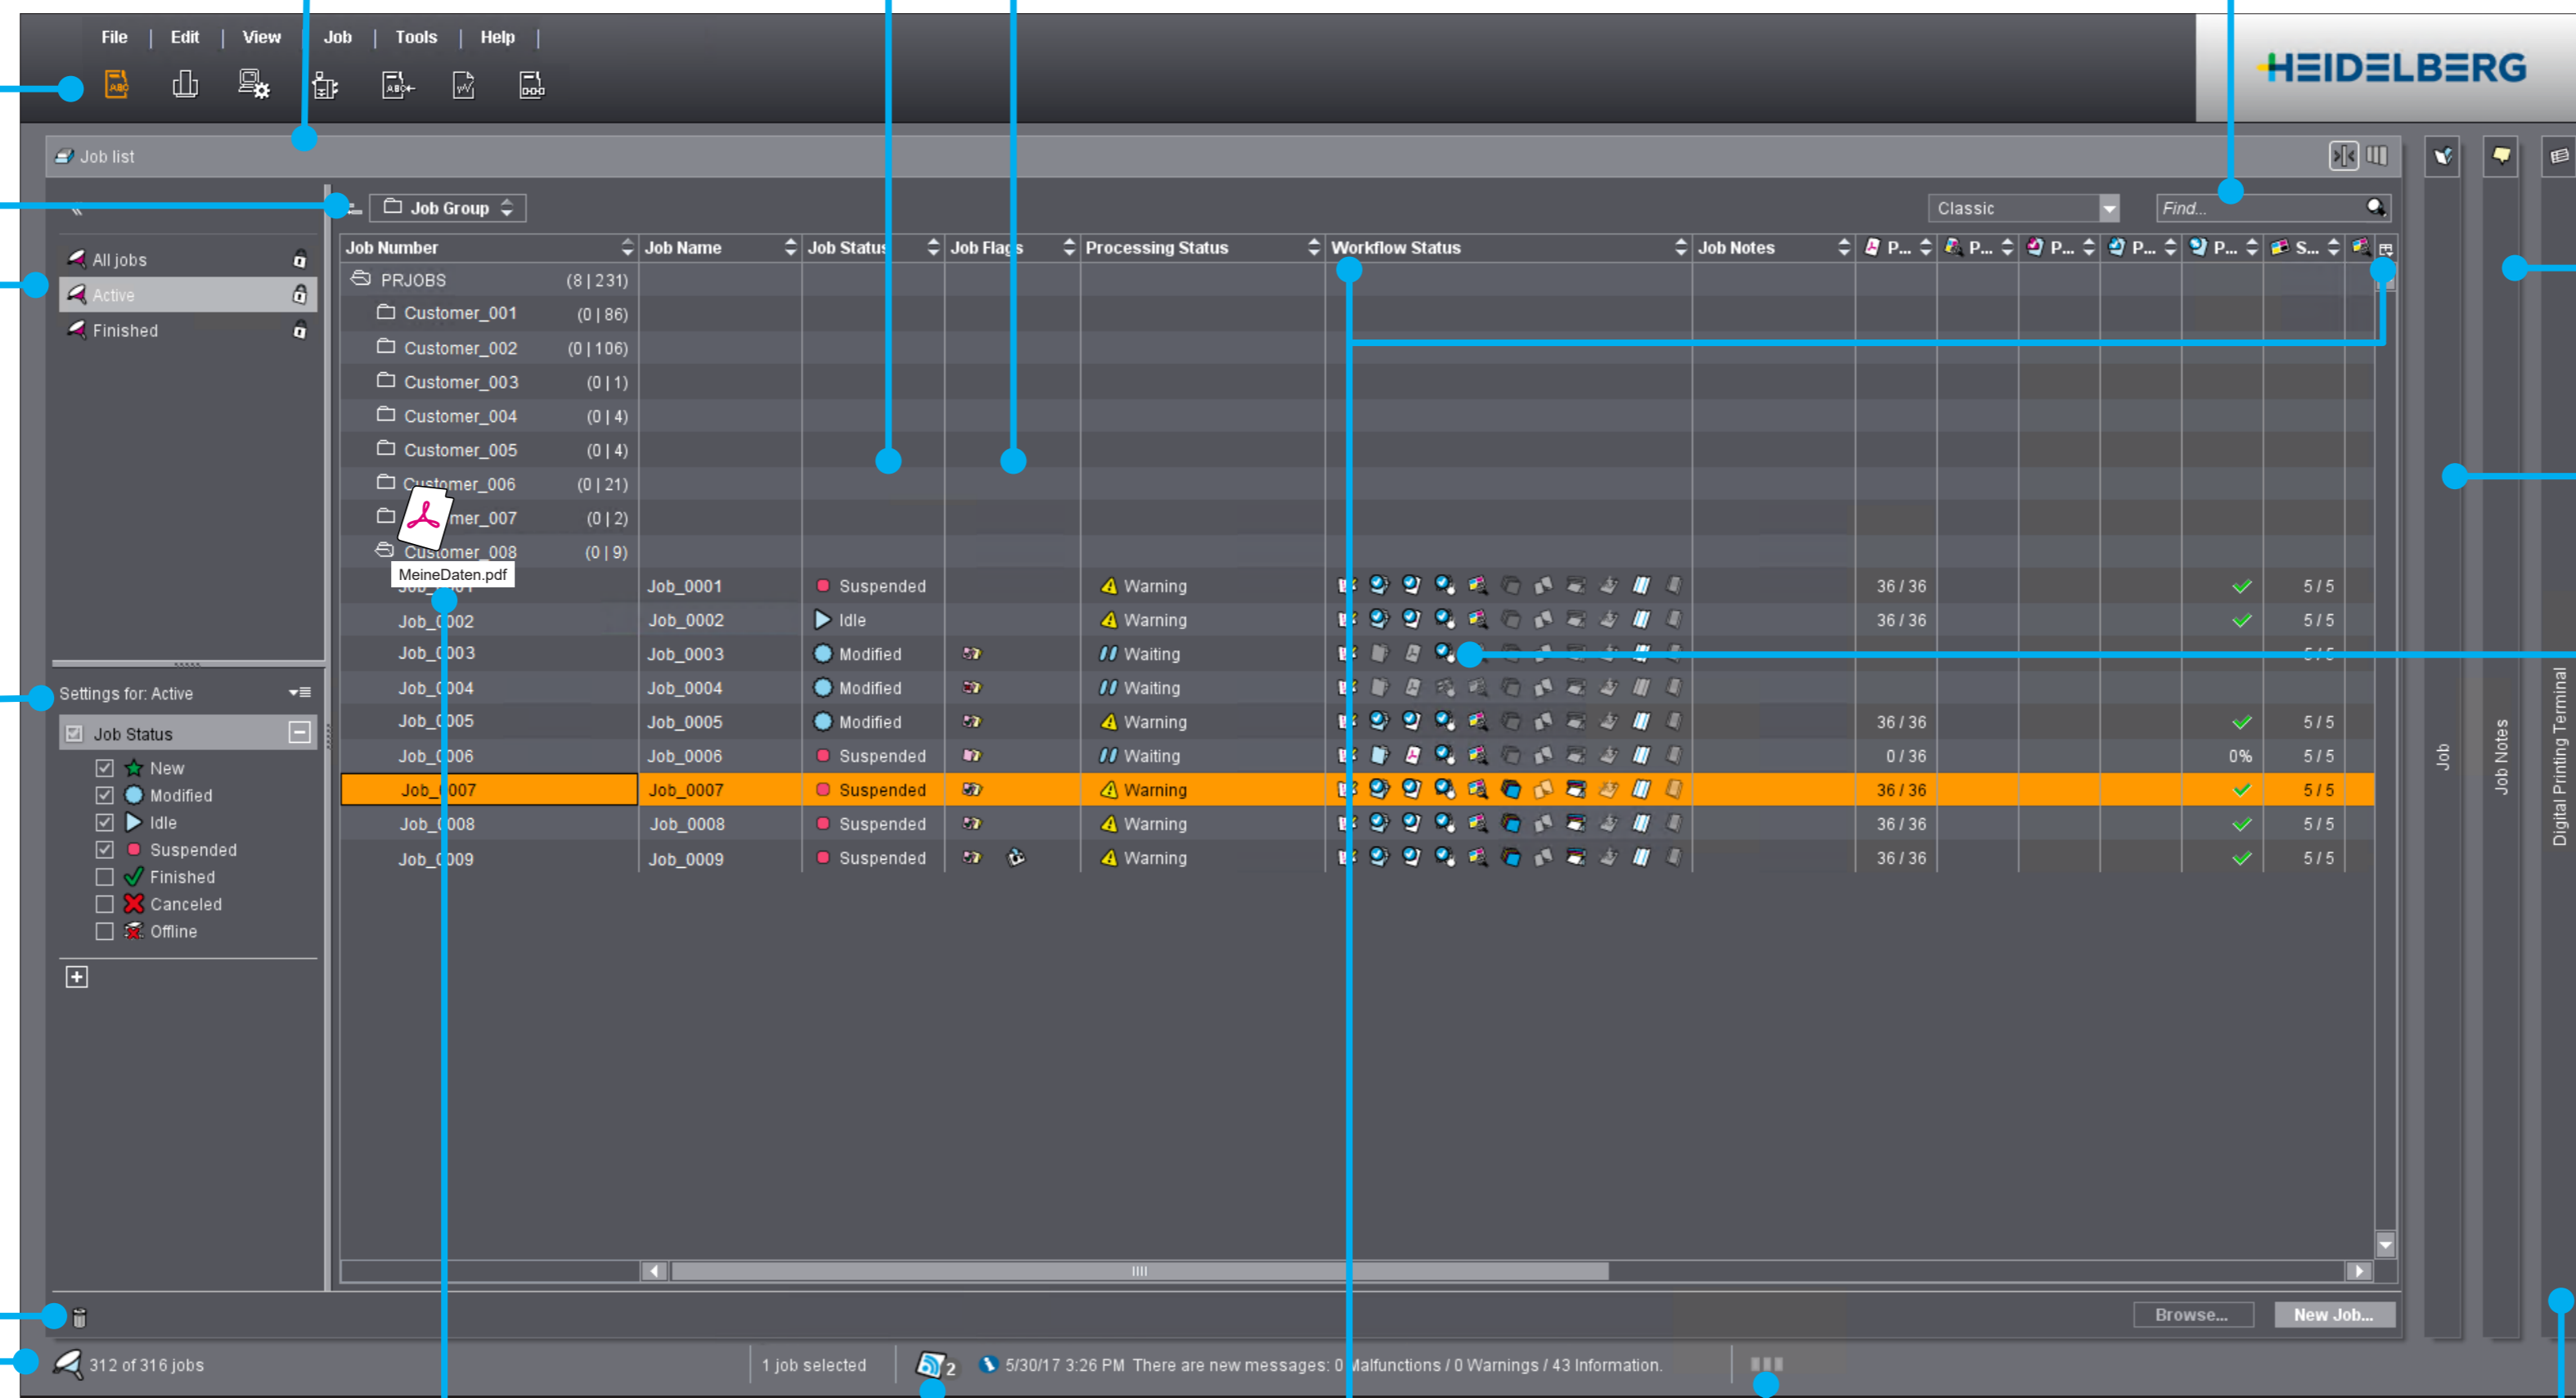 File | Edit | View | Job | Tools | Help |
HEIDELBERG
Job list
Job Group
Classic
Find...
All jobs
Active
Finished
Job Number Job Name Job Status Job Flags Processing Status Workflow Status Job Notes P... P... P... P... P... S...
PRJOBS (8 | 231)
Customer_001 (0 | 86)
Customer_002 (0 | 106)
Customer_003 (0 | 1)
Customer_004 (0 | 4)
Customer_005 (0 | 4)
Customer_006 (0 | 21)
mer_007 (0 | 2)
Customer_008 (0 | 9)
MeineDaten.pdf
Job_0001 Job_0001 Suspended Warning 36 / 36 5 / 5
Job_0002 Job_0002 Idle Warning 36 / 36 5 / 5
Job_0003 Job_0003 Modified Waiting 5 / 5
Job_0004 Job_0004 Modified Waiting
Job_0005 Job_0005 Modified Warning 36 / 36 5 / 5
Job_0006 Job_0006 Suspended Waiting 0 / 36 0% 5 / 5
Job_0007 Job_0007 Suspended Warning 36 / 36 5 / 5
Job_0008 Job_0008 Suspended Warning 36 / 36 5 / 5
Job_0009 Job_0009 Suspended Warning 36 / 36 5 / 5
Settings for: Active
Job Status
New
Modified
Idle
Suspended
Finished
Canceled
Offline
Job
Job Notes
Digital Printing Terminal
Browse...
New Job...
312 of 316 jobs
1 job selected
2
5/30/17 3:26 PM There are new messages: 0 Malfunctions / 0 Warnings / 43 Information.